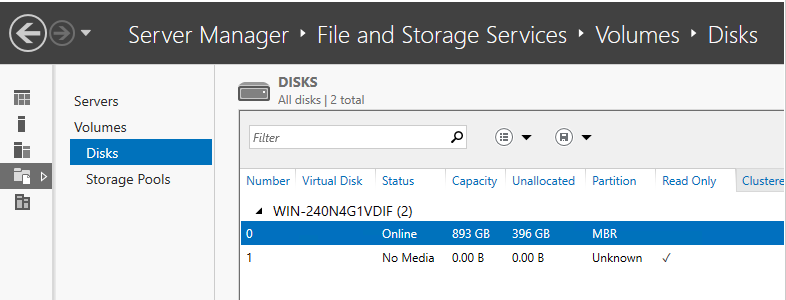 Server Manager ‣ File and Storage Services ‣ Volumes ‣ Disks
Servers
Volumes
Disks
Storage Pools
DISKS
All disks | 2 total
Filter
Number Virtual Disk Status Capacity Unallocated Partition Read Only Clustere
WIN-240N4G1VDIF (2)
0 Online 893 GB 396 GB MBR
1 No Media 0.00 B 0.00 B Unknown ✓